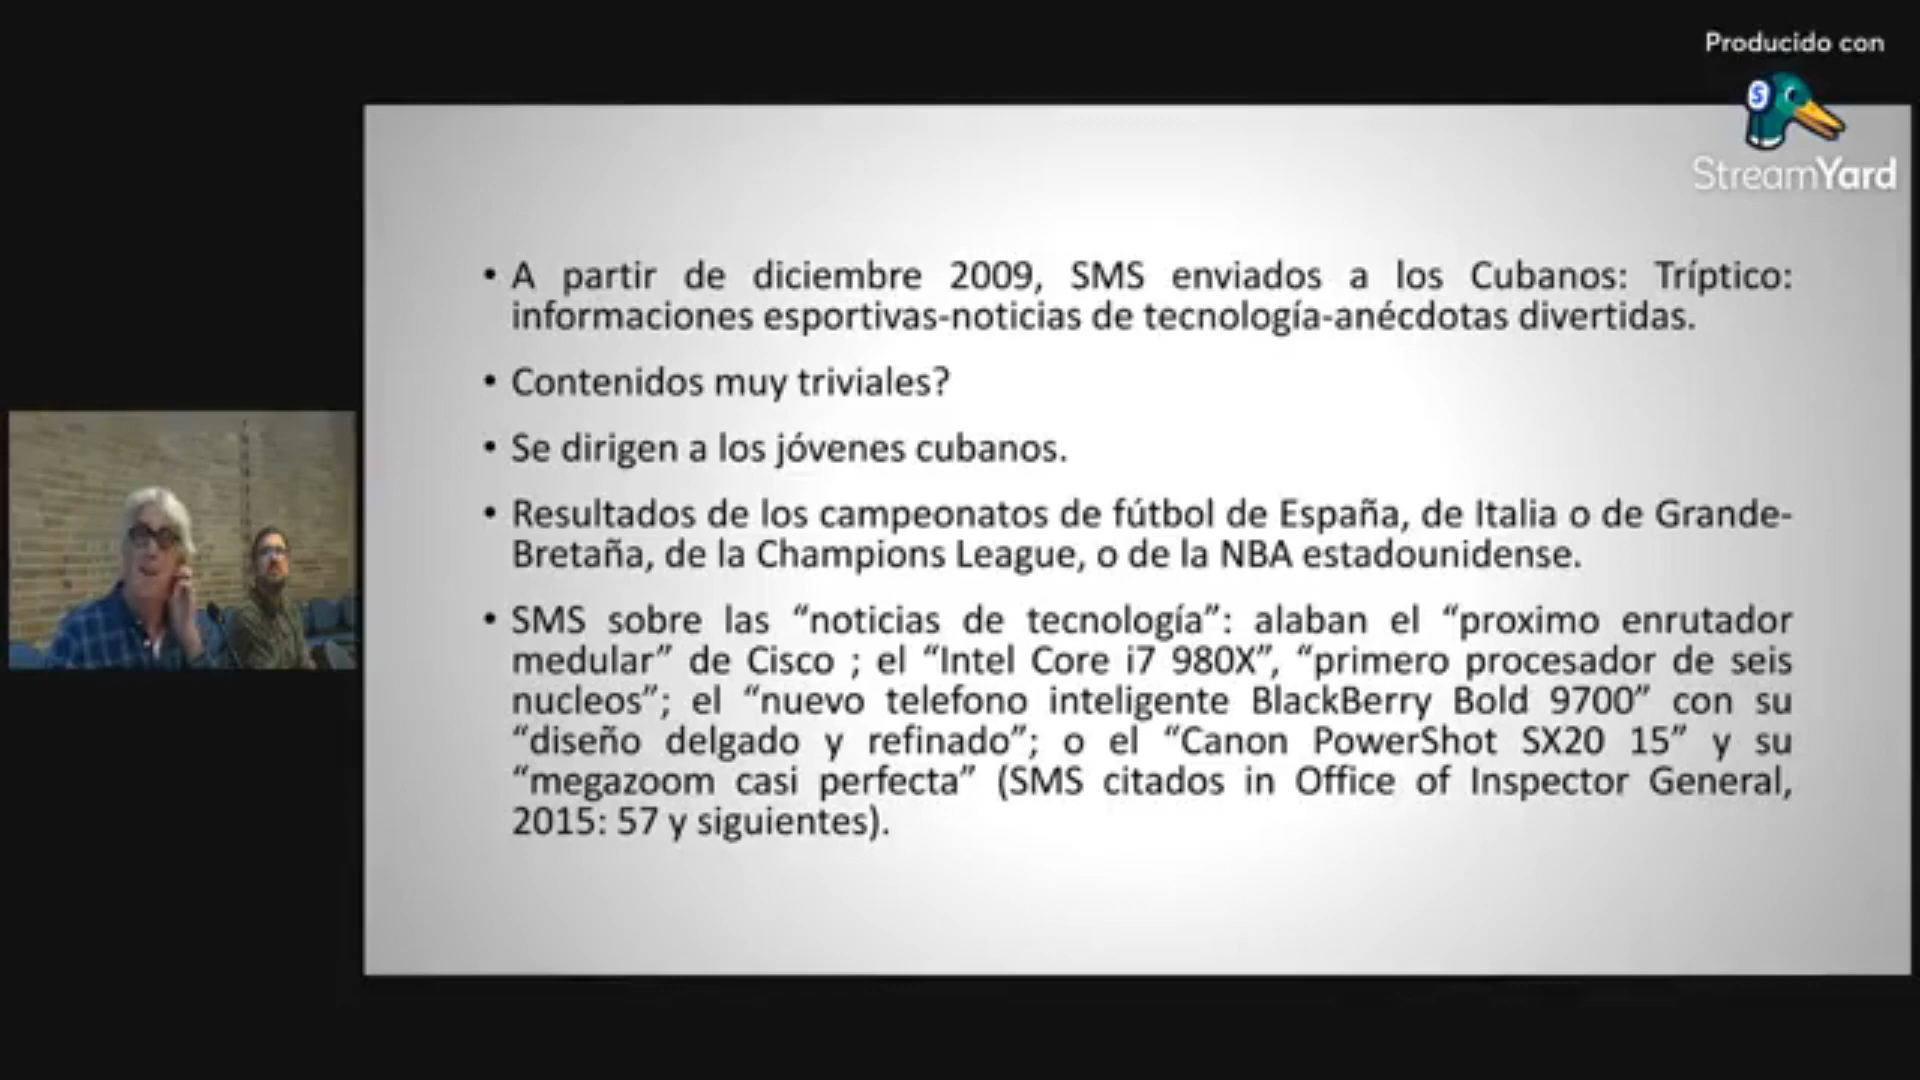 Producido con
StreamYard
• A partir de diciembre 2009, SMS enviados a los Cubanos: Tríptico:
informaciones esportivas-noticias de tecnología-anécdotas divertidas.
• Contenidos muy triviales?
• Se dirigen a los jóvenes cubanos.
• Resultados de los campeonatos de fútbol de España, de Italia o de Grande-
Bretaña, de la Champions League, o de la NBA estadounidense.
• SMS sobre las “noticias de tecnología”: alaban el “proximo enrutador
medular” de Cisco ; el “Intel Core i7 980X”, “primero procesador de seis
nucleos”; el “nuevo telefono inteligente BlackBerry Bold 9700” con su
“diseño delgado y refinado”; o el “Canon PowerShot SX20 15” y su
“megazoom casi perfecta” (SMS citados in Office of Inspector General,
2015: 57 y siguientes).